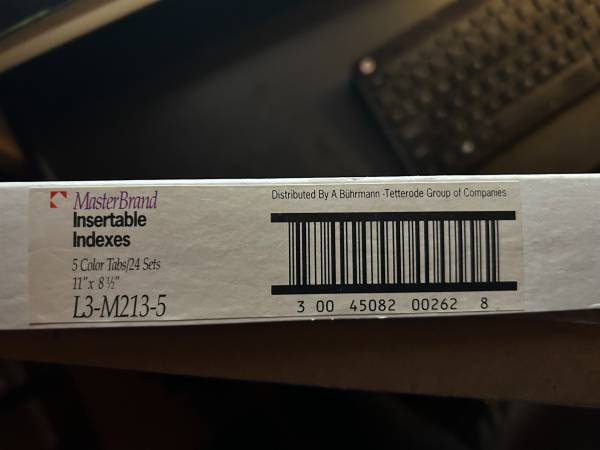 MasterBrand
Insertable
Indexes
5 Color Tabs/24 Sets
11" x 8 ½"
L3-M213-5
Distributed By A Bührmann -Tetterode Group of Companies
3 00 45082 00262 8